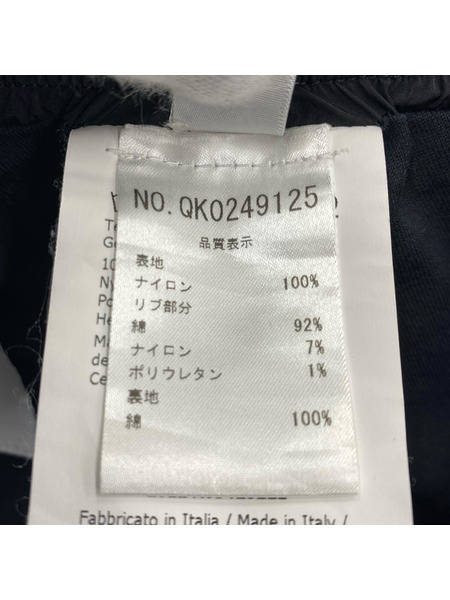 NO.QK0249125
品質表示
表地
ナイロン 100%
リブ部分
綿 92%
ナイロン 7%
ポリウレタン 1%
裏地
綿 100%
Fabbricato in Italia / Made in Italy /